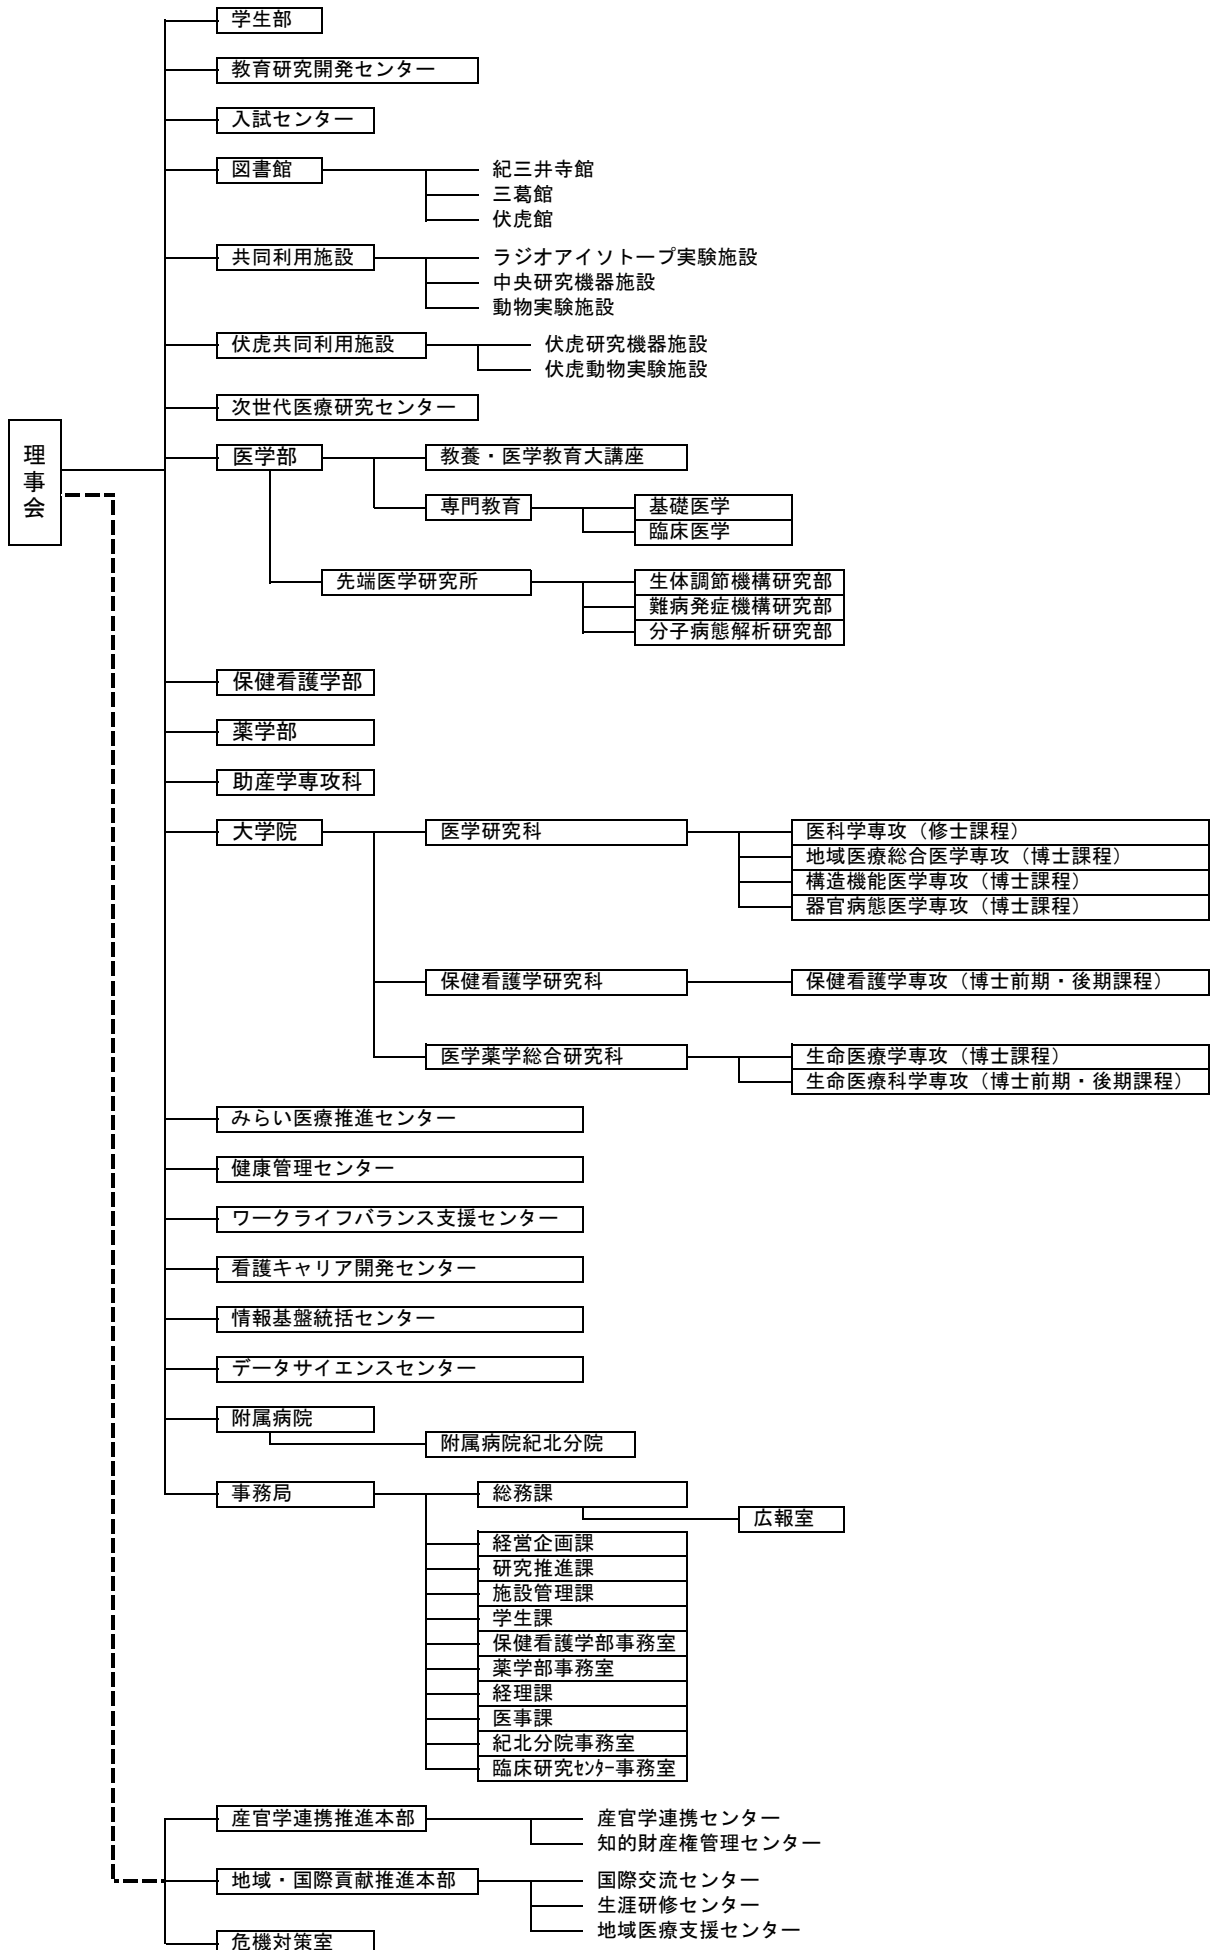 学生部
教育研究開発センター
入試センター
図書館
紀三井寺館
三葛館
伏虎館
共同利用施設
ラジオアイソトープ実験施設
中央研究機器施設
動物実験施設
伏虎共同利用施設
伏虎研究機器施設
伏虎動物実験施設
次世代医療研究センター
理事会
医学部
教養・医学教育大講座
専門教育
基礎医学
臨床医学
先端医学研究所
生体調節機構研究部
難病発症機構研究部
分子病態解析研究部
保健看護学部
薬学部
助産学専攻科
大学院
医学研究科
医科学専攻（修士課程）
地域医療総合医学専攻（博士課程）
構造機能医学専攻（博士課程）
器官病態医学専攻（博士課程）
保健看護学研究科
保健看護学専攻（博士前期・後期課程）
医学薬学総合研究科
生命医療学専攻（博士課程）
生命医療科学専攻（博士前期・後期課程）
みらい医療推進センター
健康管理センター
ワークライフバランス支援センター
看護キャリア開発センター
情報基盤統括センター
データサイエンスセンター
附属病院
附属病院紀北分院
事務局
総務課
広報室
経営企画課
研究推進課
施設管理課
学生課
保健看護学部事務室
薬学部事務室
経理課
医事課
紀北分院事務室
臨床研究ｾﾝﾀｰ事務室
産官学連携推進本部
産官学連携センター
知的財産権管理センター
地域・国際貢献推進本部
国際交流センター
生涯研修センター
地域医療支援センター
危機対策室